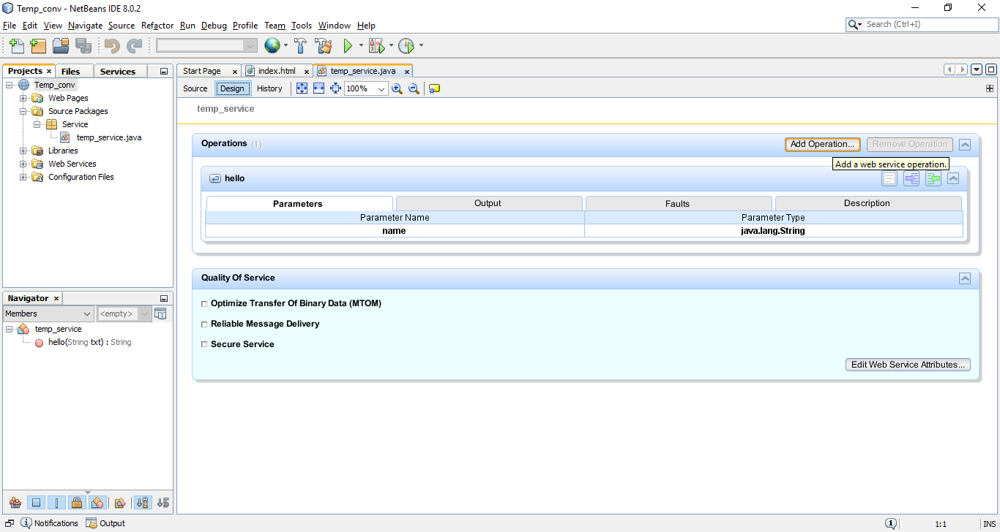 Temp_conv - NetBeans IDE 8.0.2
File Edit View Navigate Source Refactor Run Debug Profile Team Tools Window Help
Search (Ctrl+I)
Projects Files Services
Temp_conv
Web Pages
Source Packages
Service
temp_service.java
Libraries
Web Services
Configuration Files
Navigator
Members <empty>
temp_service
hello(String txt) : String
Start Page index.html temp_service.java
Source Design History 100%
temp_service
Operations (1) Add Operation... Remove Operation
Add a web service operation.
hello
Parameters Output Faults Description
Parameter Name Parameter Type
name java.lang.String
Quality Of Service
Optimize Transfer Of Binary Data (MTOM)
Reliable Message Delivery
Secure Service
Edit Web Service Attributes...
Notifications Output 1:1 INS